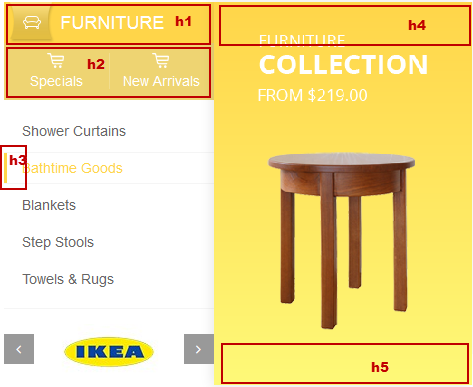 FURNITURE h1
h2
Specials New Arrivals
Shower Curtains
h3
Bathtime Goods
Blankets
Step Stools
Towels & Rugs
IKEA
h4
FURNITURE
COLLECTION
FROM $219.00
h5